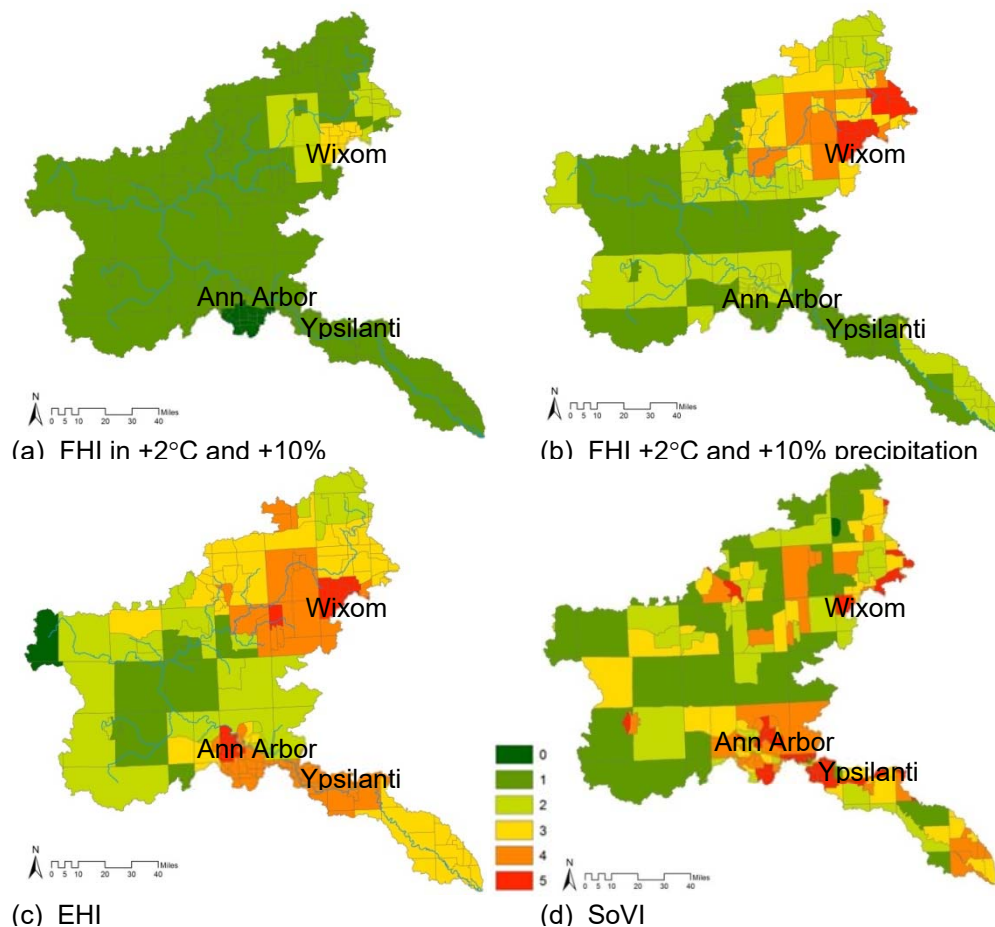 Wixom
Ann Arbor
Ypsilanti
N
0 5 10 20 30 40 Miles
(a) FHI in +2°C and +10%
Wixom
Ann Arbor
Ypsilanti
N
0 5 10 20 30 40 Miles
(b) FHI +2°C and +10% precipitation
Wixom
Ann Arbor
Ypsilanti
N
0 5 10 20 30 40 Miles
(c) EHI
0
1
2
3
4
5
Wixom
Ann Arbor
Ypsilanti
N
0 5 10 20 30 40 Miles
(d) SoVI